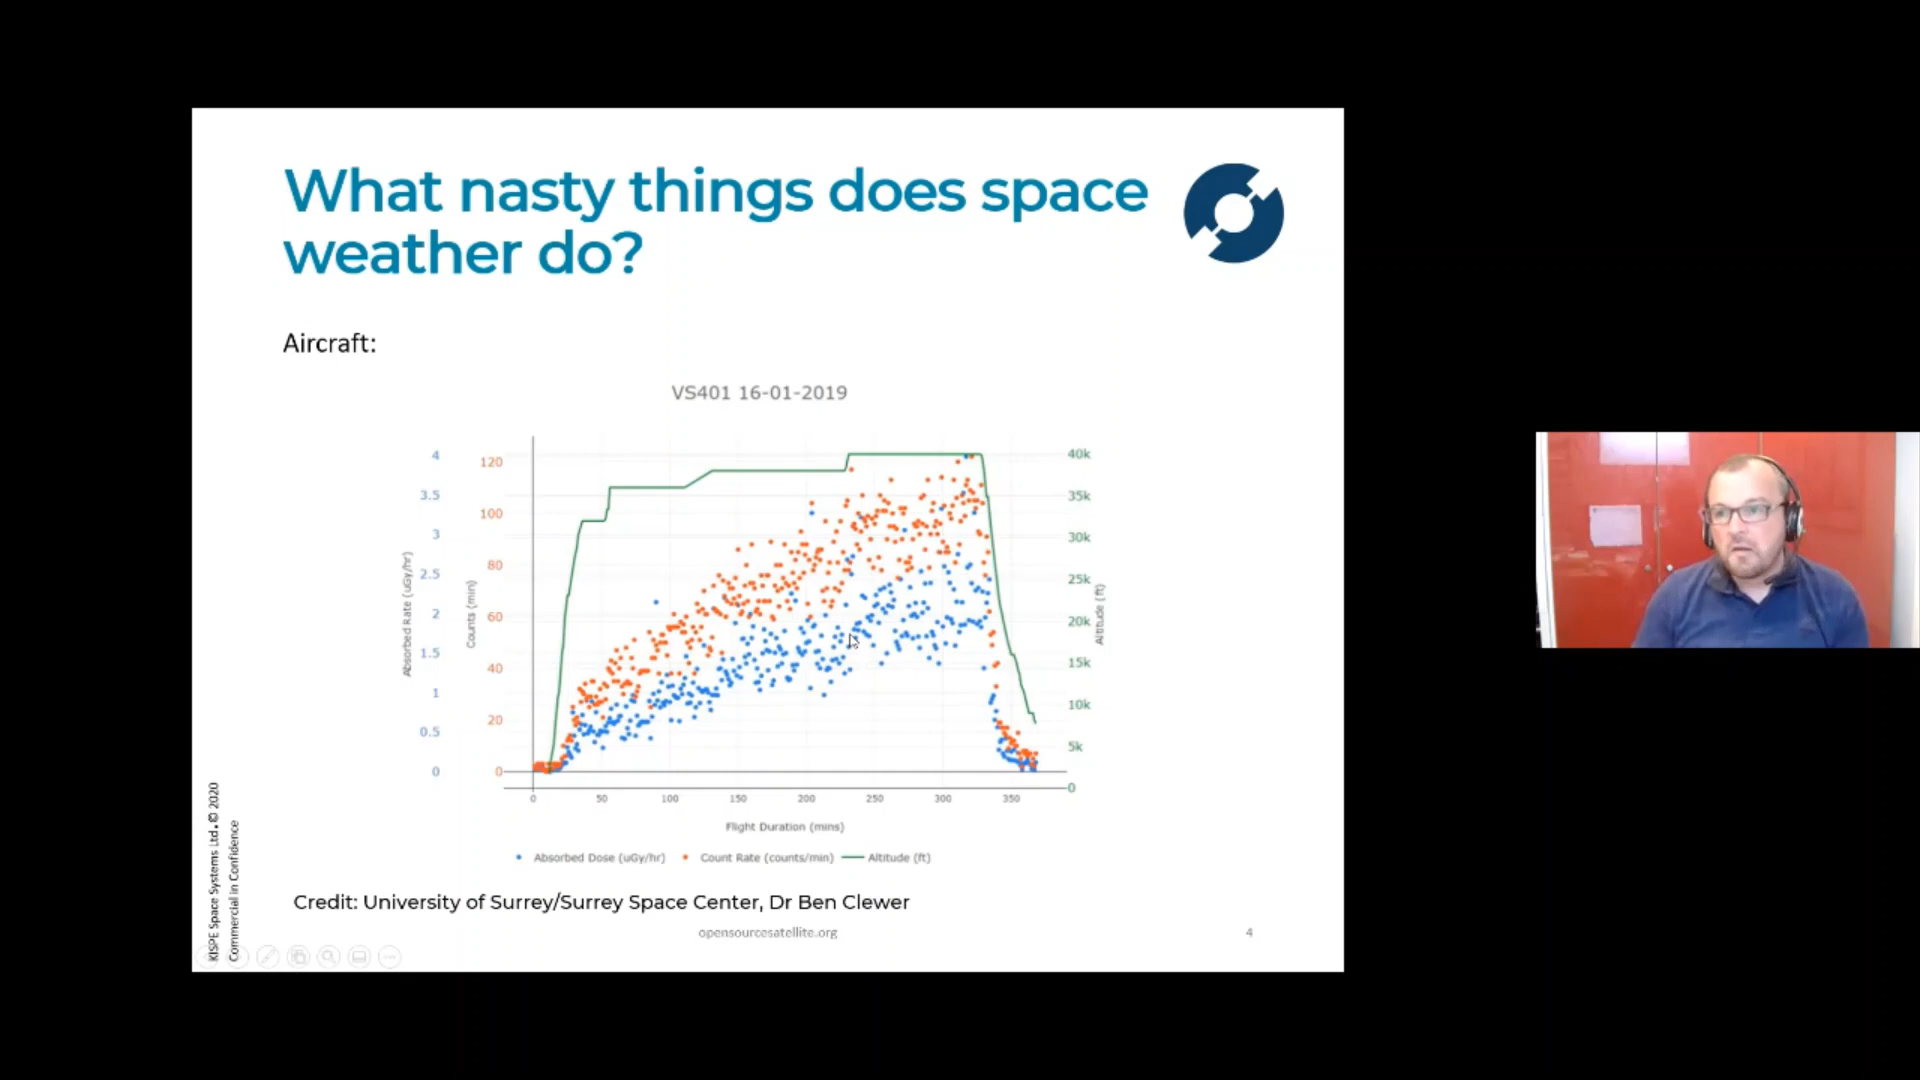 What nasty things does space
weather do?
Aircraft:
VS401 16-01-2019
4
3.5
3
2.5
2
1.5
1
0.5
0
Absorbed Rate (uGy/hr)
120
100
80
60
40
20
0
Counts (min)
40k
35k
30k
25k
20k
15k
10k
5k
0
Altitude (ft)
0 50 100 150 200 250 300 350
Flight Duration (mins)
Absorbed Dose (uGy/hr) Count Rate (counts/min) Altitude (ft)
Credit: University of Surrey/Surrey Space Center, Dr Ben Clewer
opensourcesatellite.org
4
KISPE Space Systems Ltd. © 2020
Commercial in Confidence